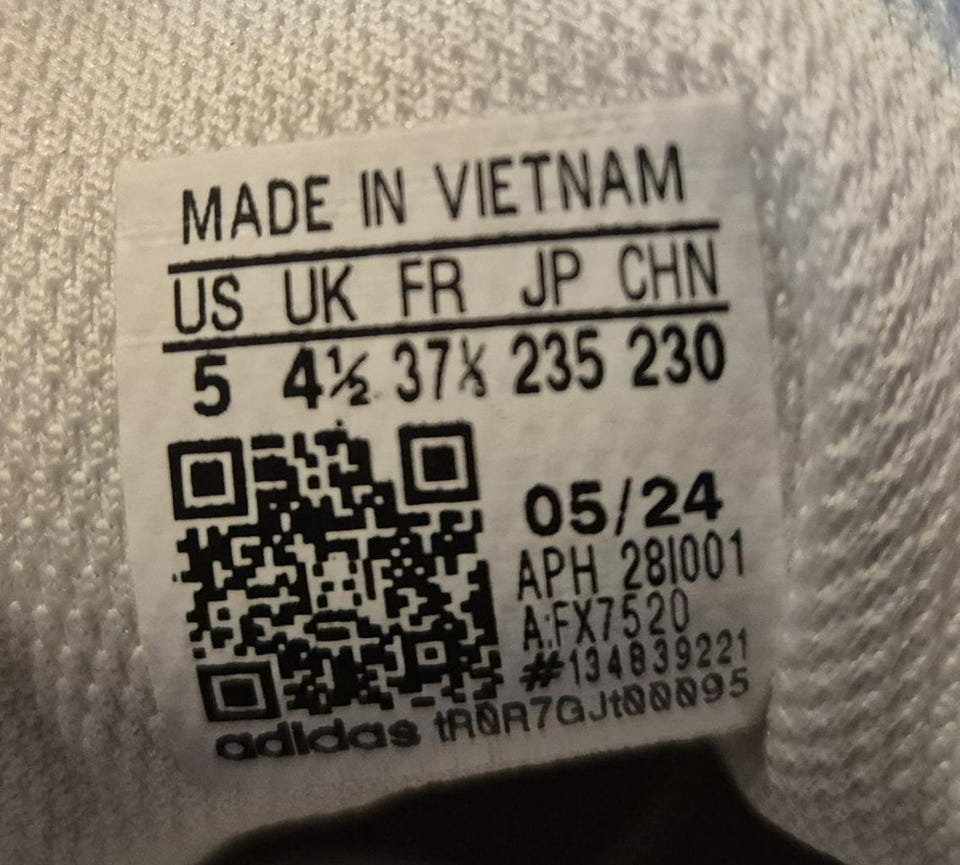 MADE IN VIETNAM
US UK FR JP CHN
5 4½ 37⅓ 235 230
05/24
APH 28I001
A:FX7520
#134839221
adidas tR0R7GJt00095